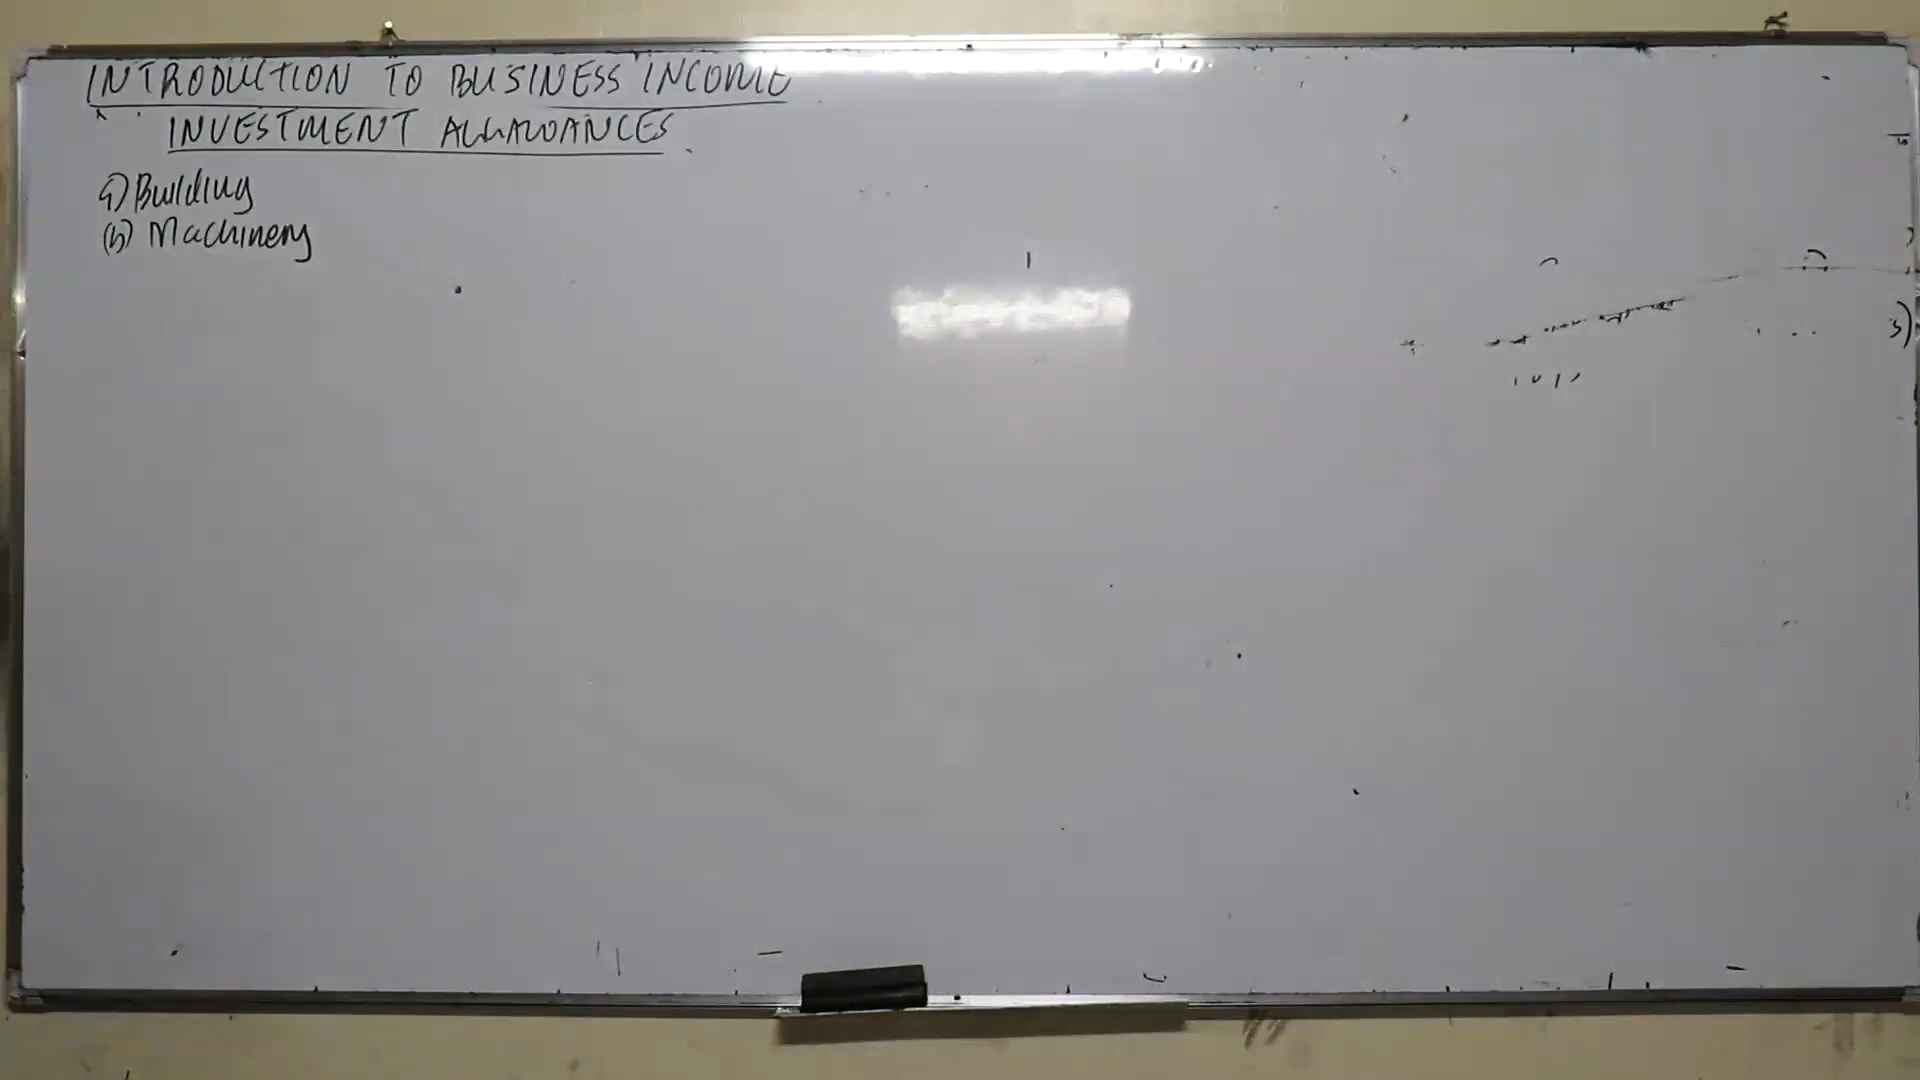 INTRODUCTION TO BUSINESS INCOME
INVESTMENT ALLOWANCES
a) Building
(b) Machinery